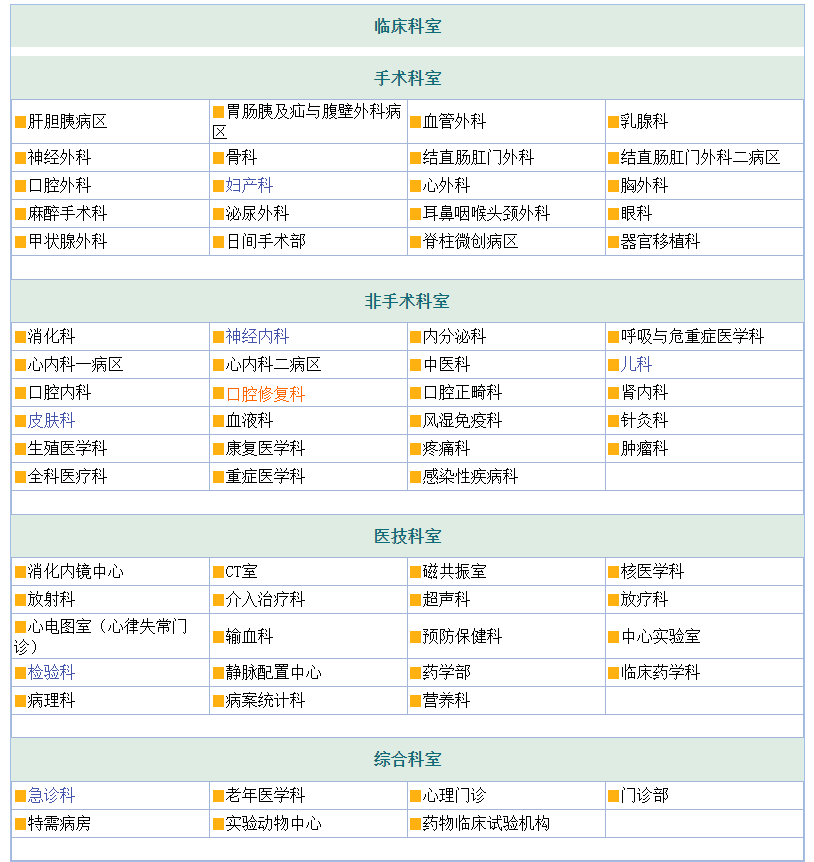 临床科室
手术科室
肝胆胰病区
胃肠胰及疝与腹壁外科病
区
血管外科
乳腺科
神经外科
骨科
结直肠肛门外科
结直肠肛门外科二病区
口腔外科
妇产科
心外科
胸外科
麻醉手术科
泌尿外科
耳鼻咽喉头颈外科
眼科
甲状腺外科
日间手术部
脊柱微创病区
器官移植科
非手术科室
消化科
神经内科
内分泌科
呼吸与危重症医学科
心内科一病区
心内科二病区
中医科
儿科
口腔内科
口腔修复科
口腔正畸科
肾内科
皮肤科
血液科
风湿免疫科
针灸科
生殖医学科
康复医学科
疼痛科
肿瘤科
全科医疗科
重症医学科
感染性疾病科
医技科室
消化内镜中心
CT室
磁共振室
核医学科
放射科
介入治疗科
超声科
放疗科
心电图室（心律失常门
诊）
输血科
预防保健科
中心实验室
检验科
静脉配置中心
药学部
临床药学科
病理科
病案统计科
营养科
综合科室
急诊科
老年医学科
心理门诊
门诊部
特需病房
实验动物中心
药物临床试验机构